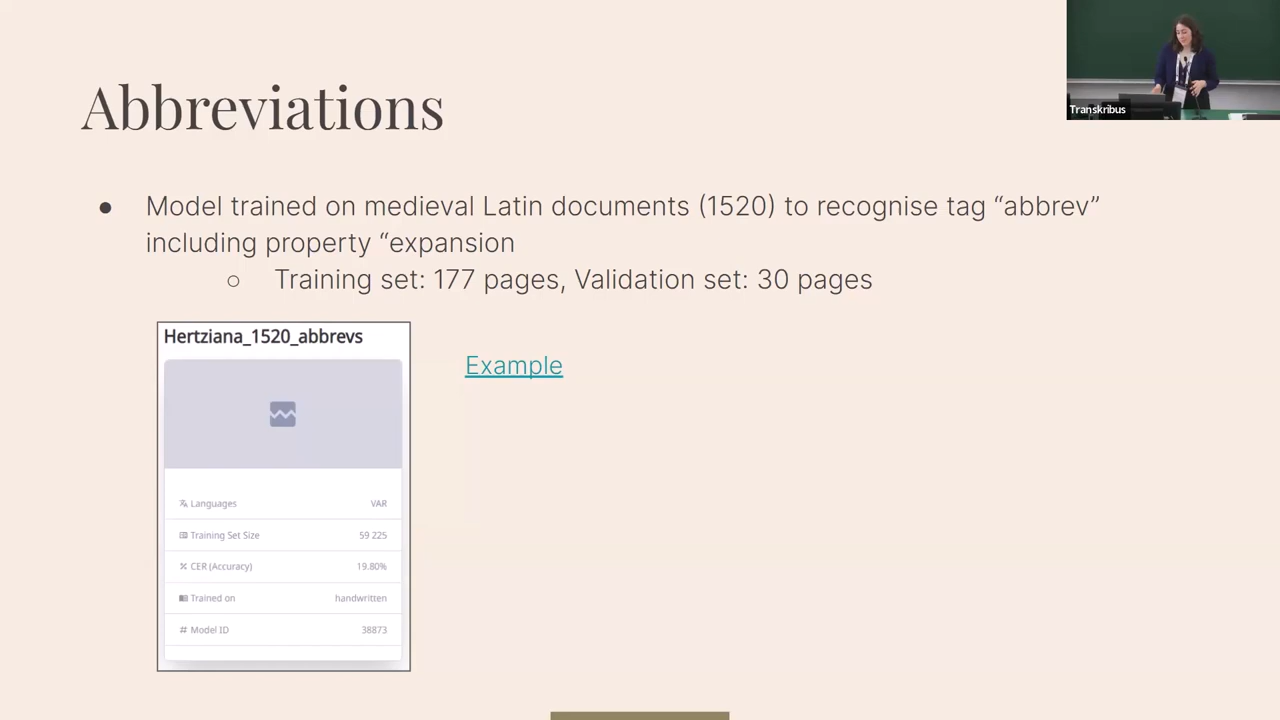 Abbreviations
Transkribus
● Model trained on medieval Latin documents (1520) to recognise tag “abbrev”
including property “expansion
○ Training set: 177 pages, Validation set: 30 pages
Hertziana_1520_abbrevs
Example
Languages VAR
Training Set Size 59 225
CER (Accuracy) 19.80%
Trained on handwritten
# Model ID 38873